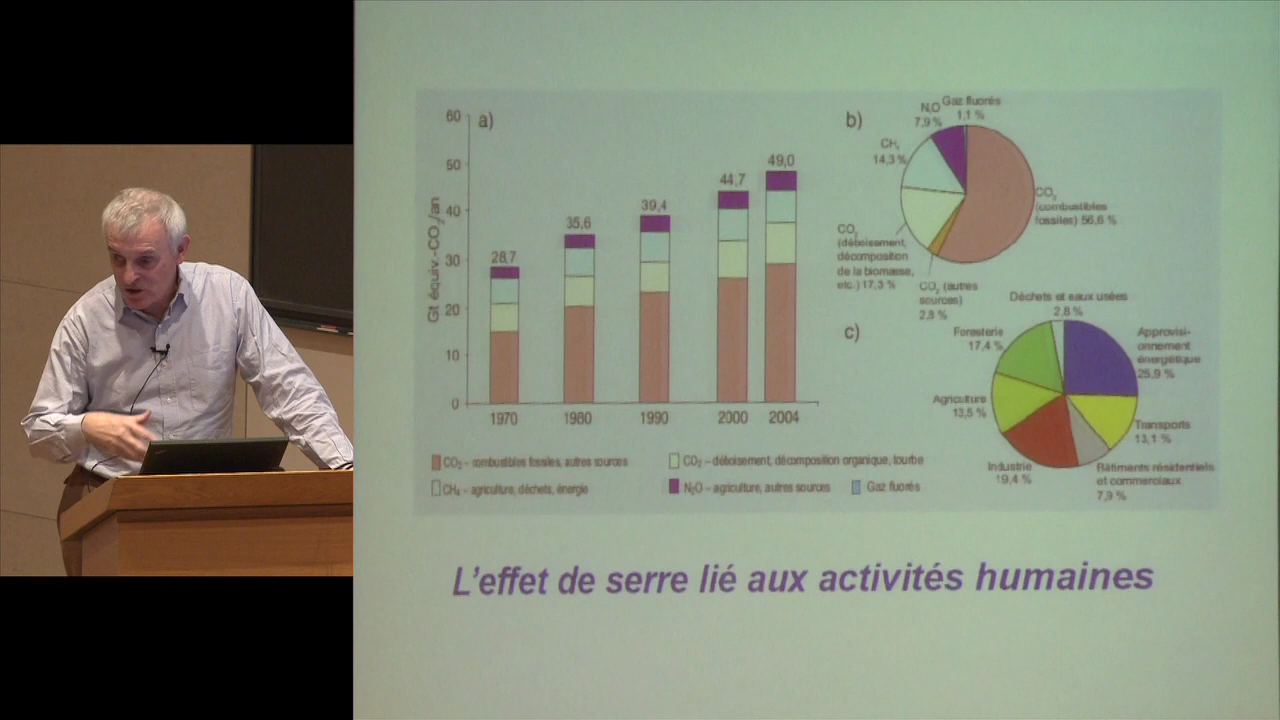 a)
60
50
40
30
20
10
0
Gt équiv.-CO2/an
28,7
35,6
39,4
44,7
49,0
1970
1980
1990
2000
2004
CO2 – combustibles fossiles, autres sources
CO2 – déboisement, décomposition organique, tourbe
CH4 – agriculture, déchets, énergie
N2O – agriculture, autres sources
Gaz fluorés
b)
Gaz fluorés
1,1 %
N2O
7,9 %
CH4
14,3 %
CO2
(combustibles
fossiles) 56,6 %
CO2
(déboisement,
décomposition
de la biomasse,
etc.) 17,3 %
CO2 (autres
sources)
2,8 %
c)
Déchets et eaux usées
2,8 %
Foresterie
17,4 %
Approvisi-
onnement
énergétique
25,9 %
Agriculture
13,5 %
Transports
13,1 %
Industrie
19,4 %
Bâtiments résidentiels
et commerciaux
7,9 %
L'effet de serre lié aux activités humaines